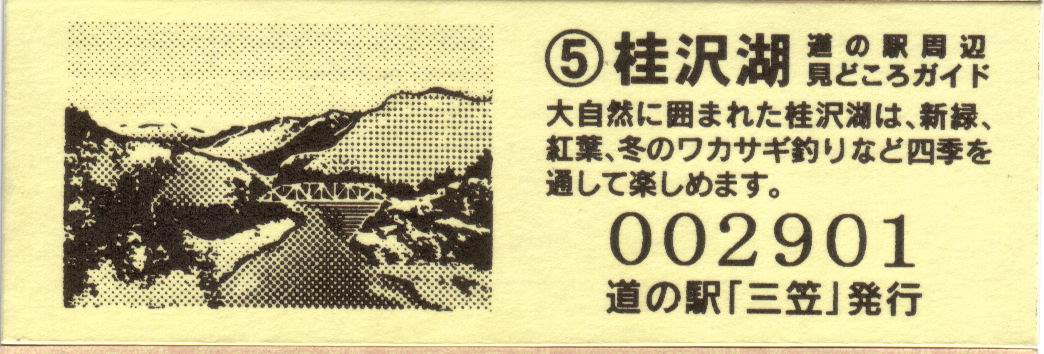 ⑤桂沢湖 道の駅周辺
見どころガイド
大自然に囲まれた桂沢湖は、新緑、
紅葉、冬のワカサギ釣りなど四季を
通して楽しめます。
002901
道の駅「三笠」発行